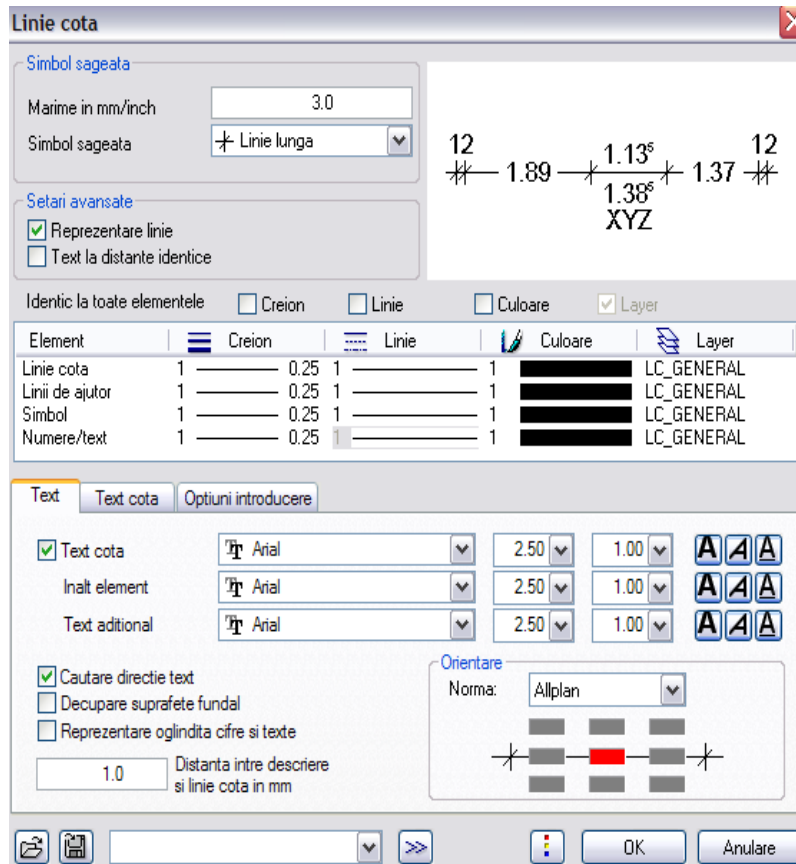 Linie cota
Simbol sageata
Marime in mm/inch 3.0
Simbol sageata Linie lunga
12 1.89 1.13⁵ 1.37 12
1.38⁵
XYZ
Setari avansate
Reprezentare linie
Text la distante identice
Identic la toate elementele Creion Linie Culoare Layer
Element Creion Linie Culoare Layer
Linie cota 1 0.25 1 1 LC_GENERAL
Linii de ajutor 1 0.25 1 1 LC_GENERAL
Simbol 1 0.25 1 1 LC_GENERAL
Numere/text 1 0.25 1 1 LC_GENERAL
Text Text cota Optiuni introducere
Text cota Arial 2.50 1.00 A A A
Inalt element Arial 2.50 1.00 A A A
Text aditional Arial 2.50 1.00 A A A
Cautare directie text
Decupare suprafete fundal
Reprezentare oglindita cifre si texte
1.0 Distanta intre descriere
si linie cota in mm
Orientare
Norma: Allplan
>> OK Anulare